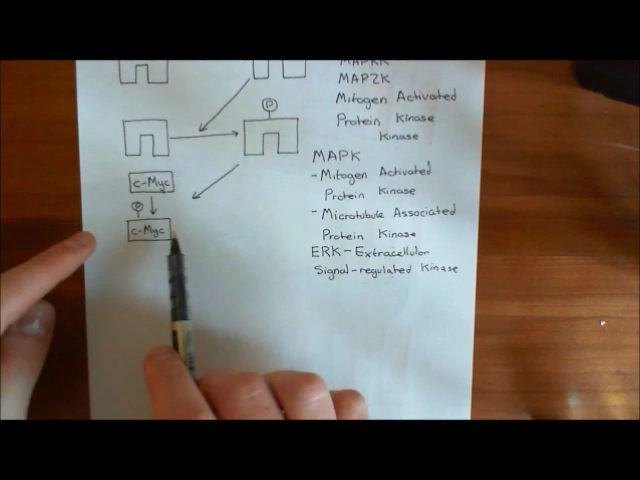 MAPKK
MAP2K
Mitogen Activated
Protein Kinase
Kinase
P
MAPK
- Mitogen Activated
Protein Kinase
- Microtubule Associated
Protein Kinase
ERK - Extracellular
Signal-regulated Kinase
c-Myc
P
c-Myc